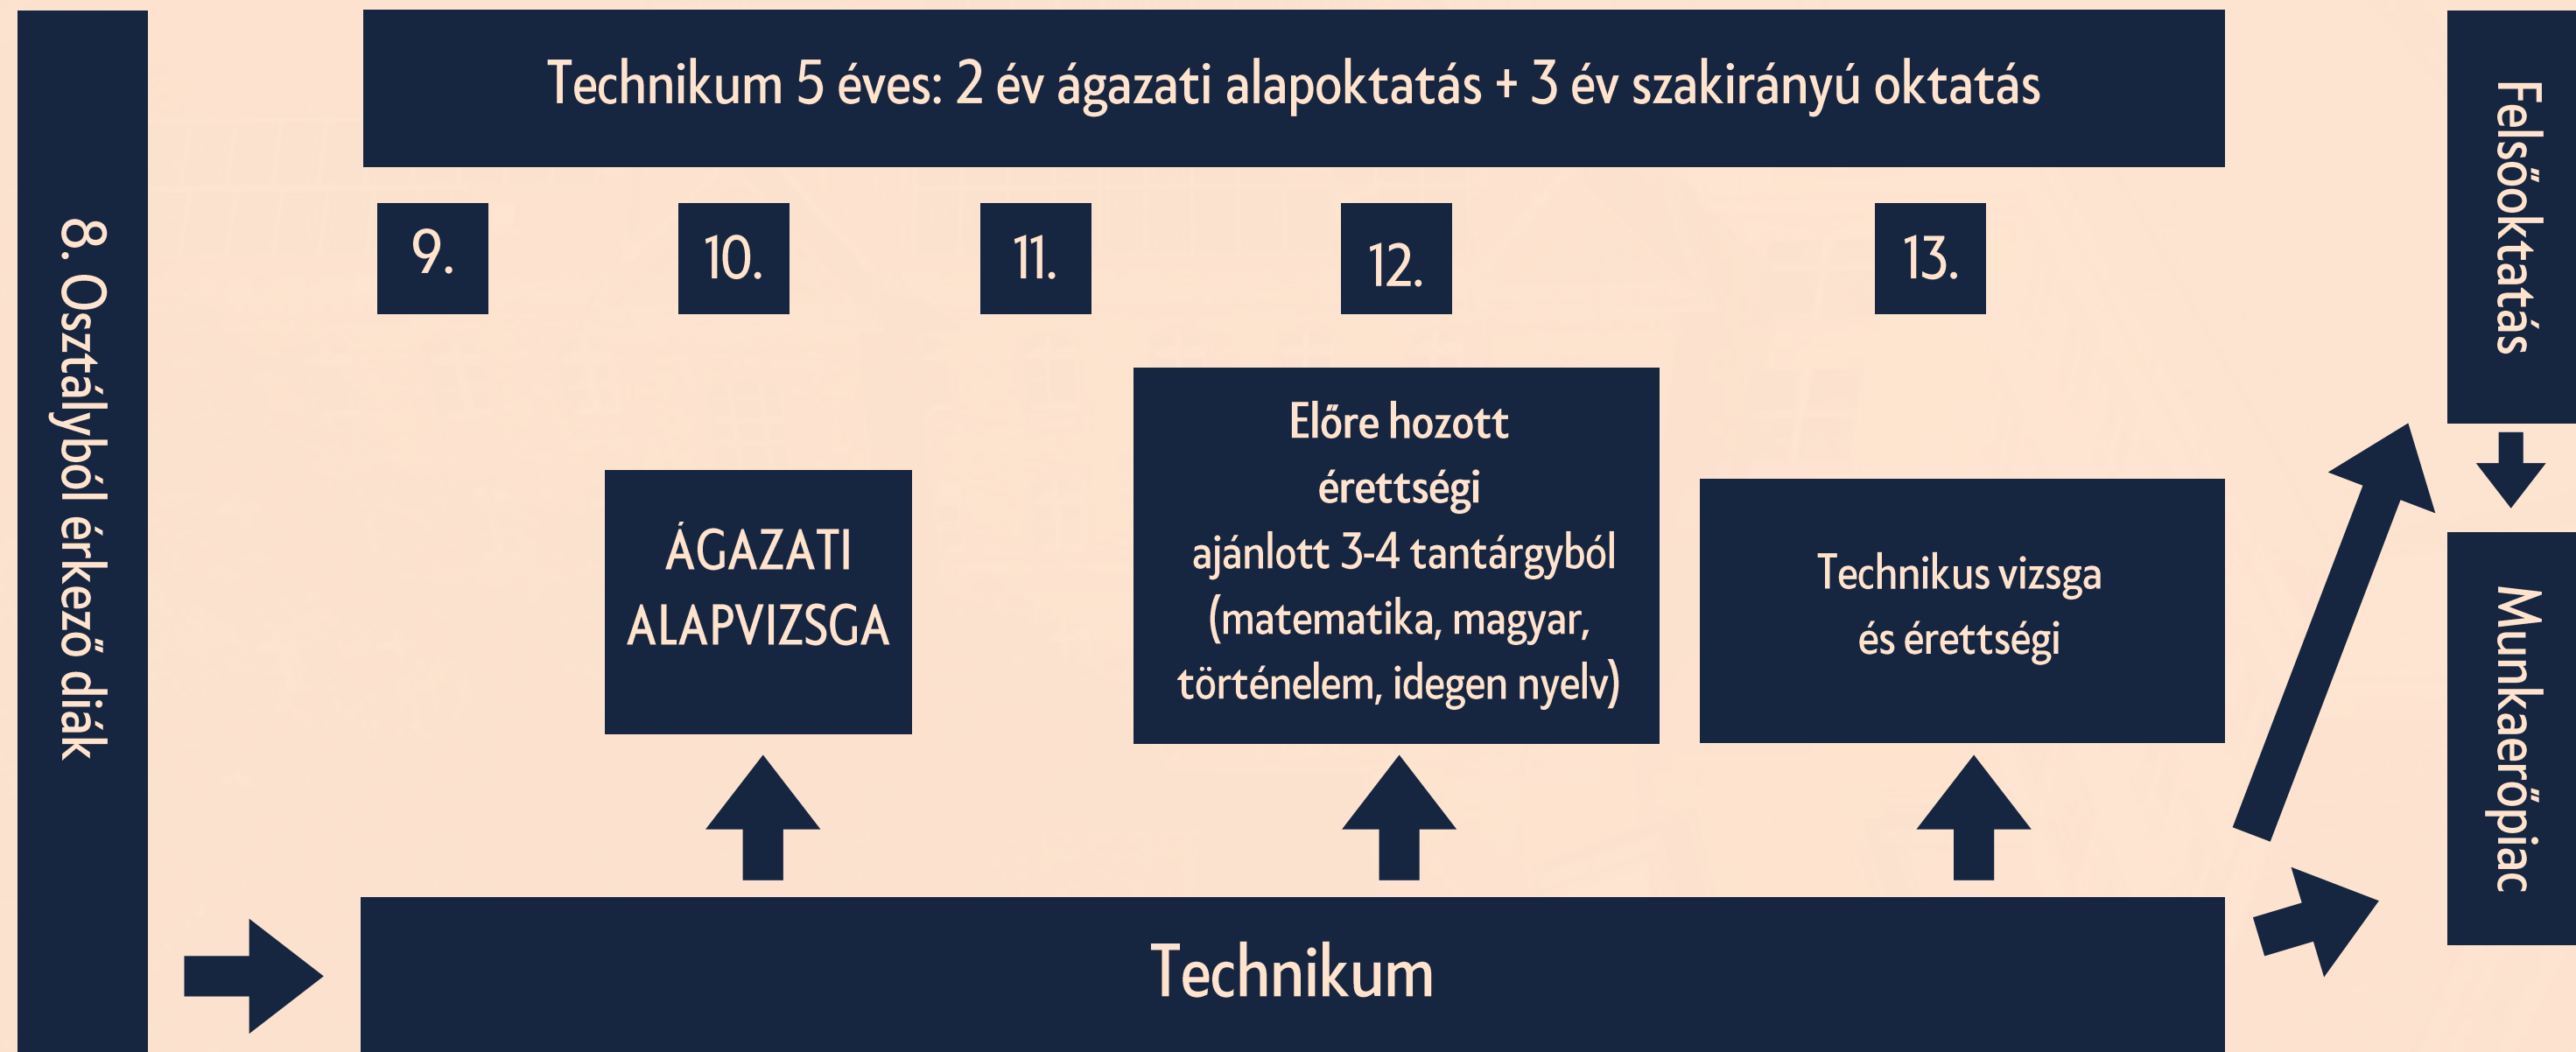 8. Osztályból érkező diák
Technikum 5 éves: 2 év ágazati alapoktatás + 3 év szakirányú oktatás
9.
10.
11.
12.
13.
ÁGAZATI
ALAPVIZSGA
Előre hozott
érettségi
ajánlott 3-4 tantárgyból
(matematika, magyar,
történelem, idegen nyelv)
Technikus vizsga
és érettségi
Technikum
Felsőoktatás
Munkaerőpiac